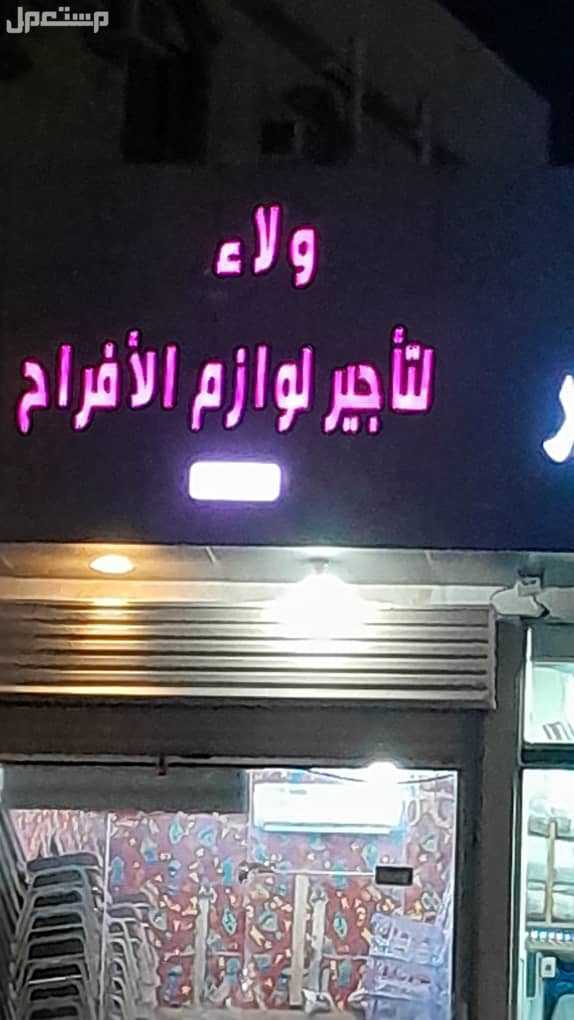 مستعمل
ولاء
لتأجير لوازم الأفراح